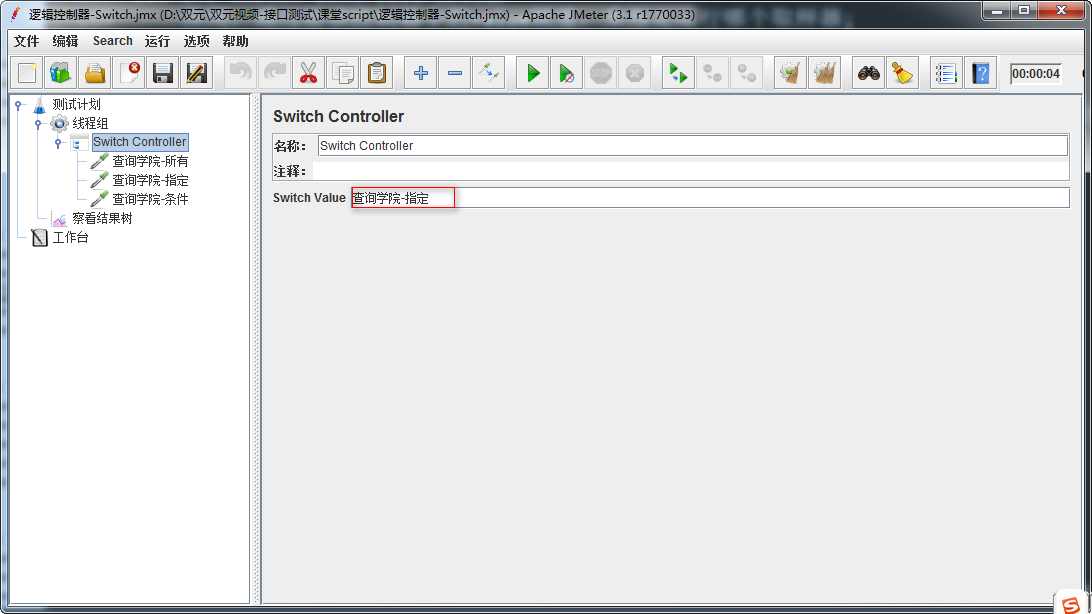 逻辑控制器-Switch.jmx (D:\双元\双元视频-接口测试\课堂script\逻辑控制器-Switch.jmx) - Apache JMeter (3.1 r1770033)
文件 编辑 Search 运行 选项 帮助
STOP
00:00:04
测试计划
线程组
Switch Controller
查询学院-所有
查询学院-指定
查询学院-条件
察看结果树
工作台
Switch Controller
名称： Switch Controller
注释：
Switch Value 查询学院-指定